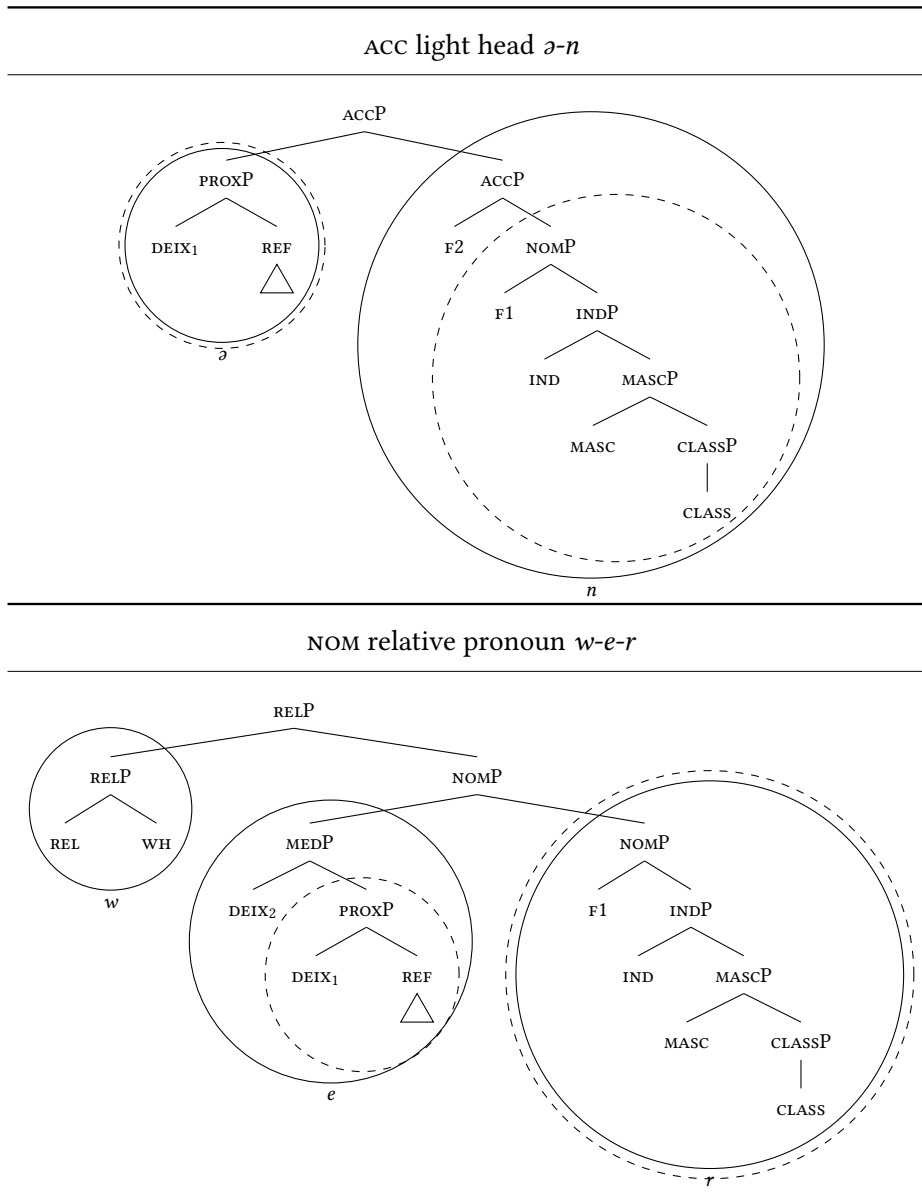 ACC light head ə-n
ACCP
PROXP ACCP
DEIX1 REF F2 NOMP
F1 INDP
ə
IND MASCP
MASC CLASSP
CLASS
n
NOM relative pronoun w-e-r
RELP
RELP NOMP
REL WH MEDP NOMP
w DEIX2 PROXP F1 INDP
DEIX1 REF IND MASCP
MASC CLASSP
e CLASS
r